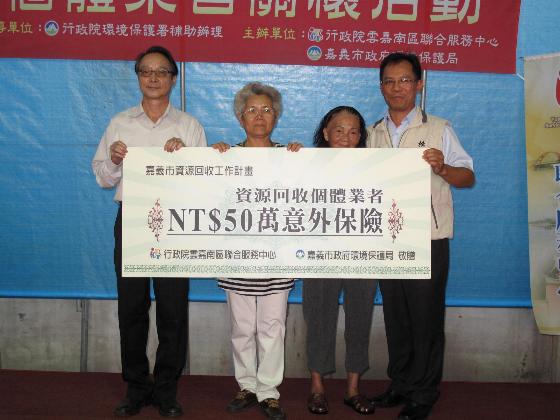 個體業者關懷活動
行政院環境保護署補助辦理
主辦單位：行政院雲嘉南區聯合服務中心
嘉義市政府環境保護局
嘉義市資源回收工作計畫
資源回收個體業者
NT$50萬意外保險
行政院雲嘉南區聯合服務中心 嘉義市政府環境保護局 敬贈